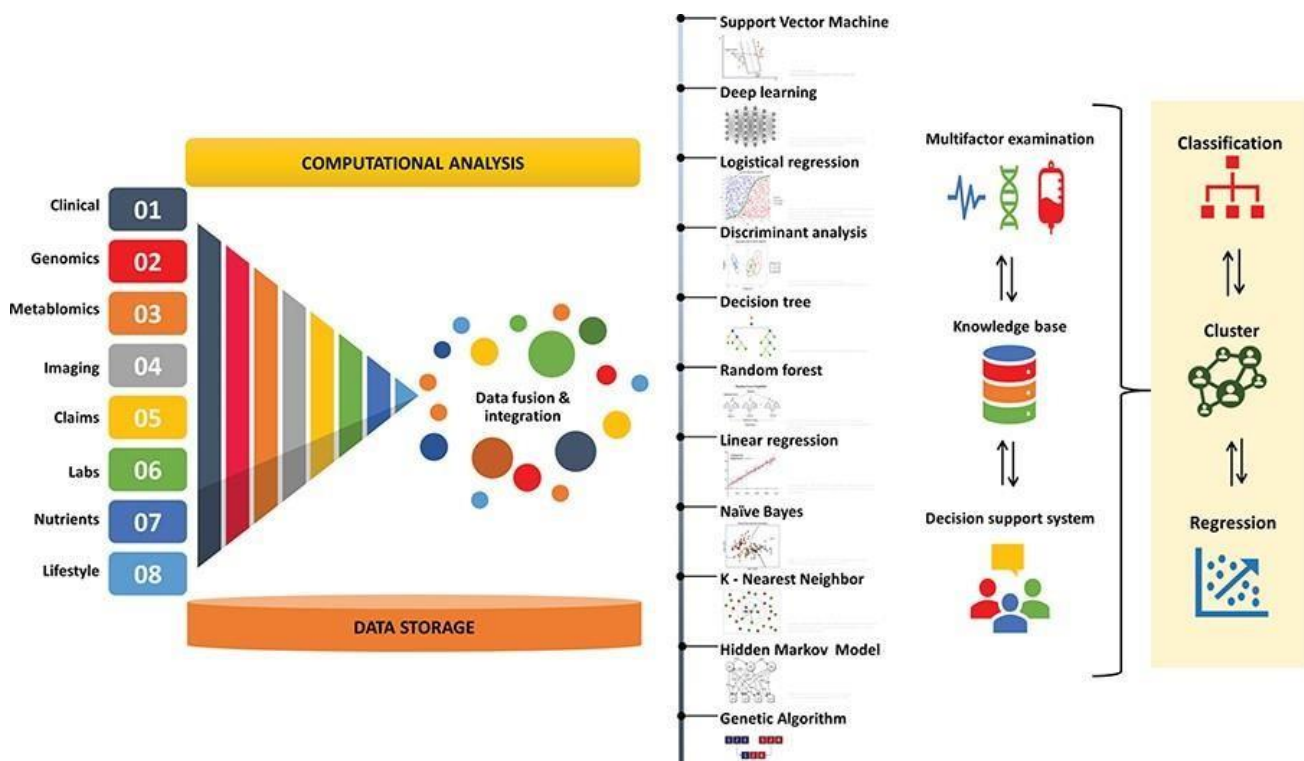 COMPUTATIONAL ANALYSIS
Clinical 01
Genomics 02
Metablomics 03
Imaging 04
Claims 05
Labs 06
Nutrients 07
Lifestyle 08
Data fusion &
integration
DATA STORAGE
Support Vector Machine
Deep learning
Logistical regression
Discriminant analysis
Decision tree
Random forest
Linear regression
Naïve Bayes
K - Nearest Neighbor
Hidden Markov Model
Genetic Algorithm
Multifactor examination
Knowledge base
Decision support system
Classification
Cluster
Regression